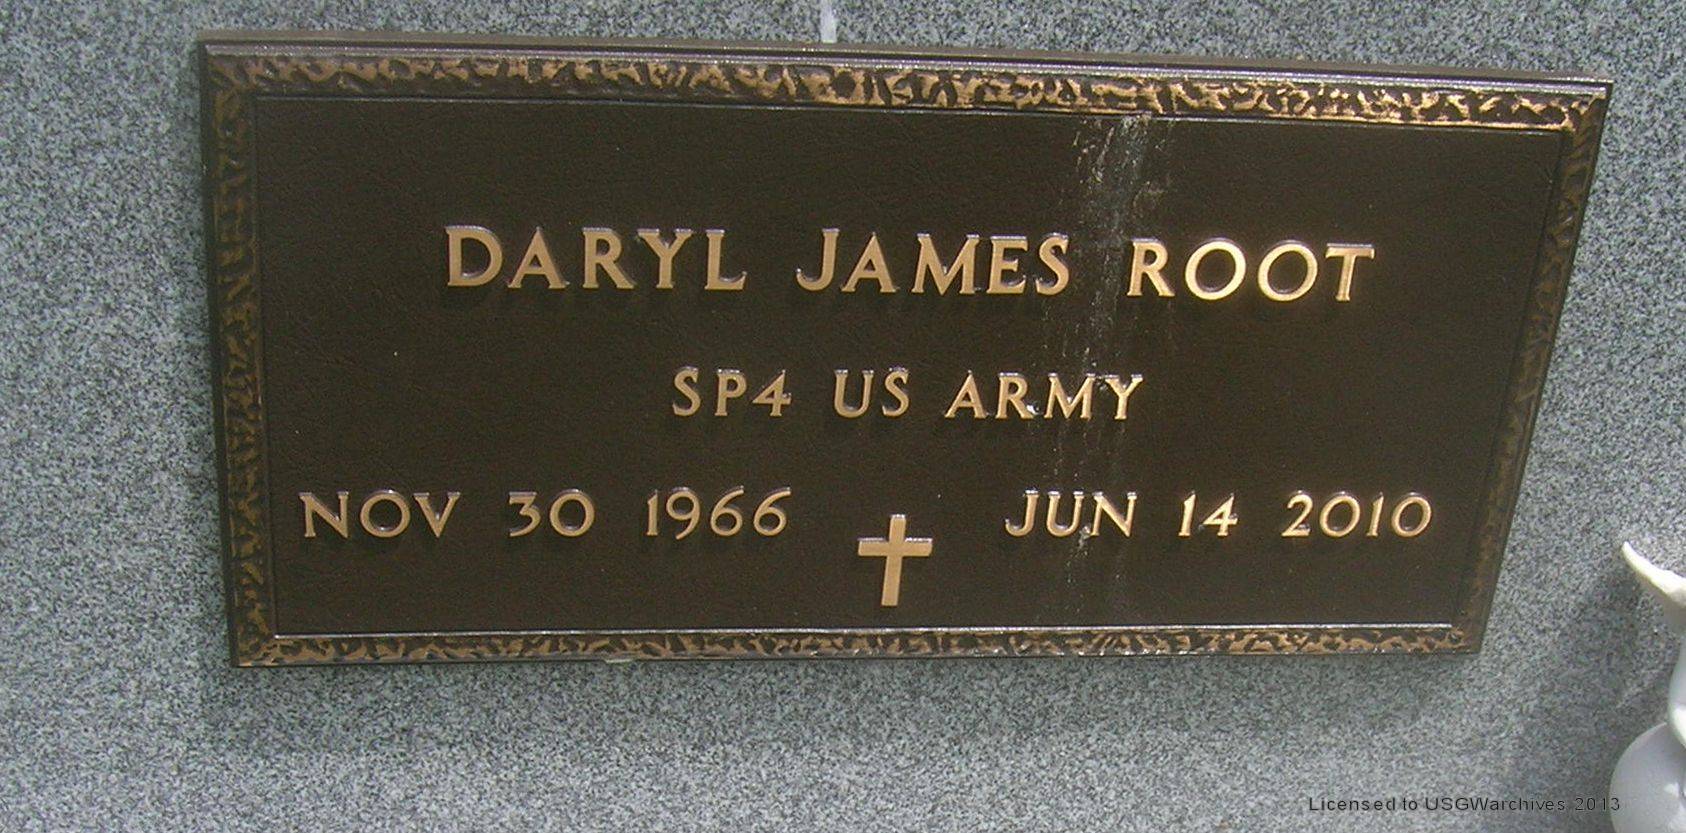 DARYL JAMES ROOT
SP4 US ARMY
NOV 30 1966 JUN 14 2010
Licensed to USGWarchives 2013